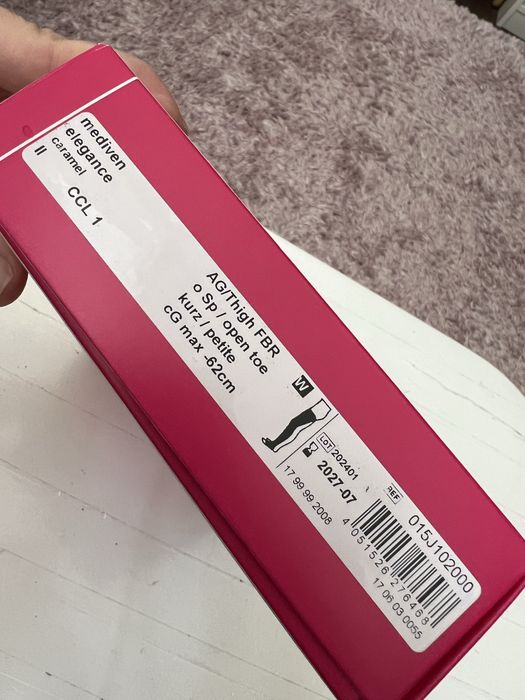 mediven
elegance
caramel
II
CCL 1
AG/Thigh FBR
o Sp / open toe
kurz / petite
cG max -62cm
W
LOT 202401
2027-07
17 99 99 2008
REF
015J102000
4 051526 276468
17 06 03 0055